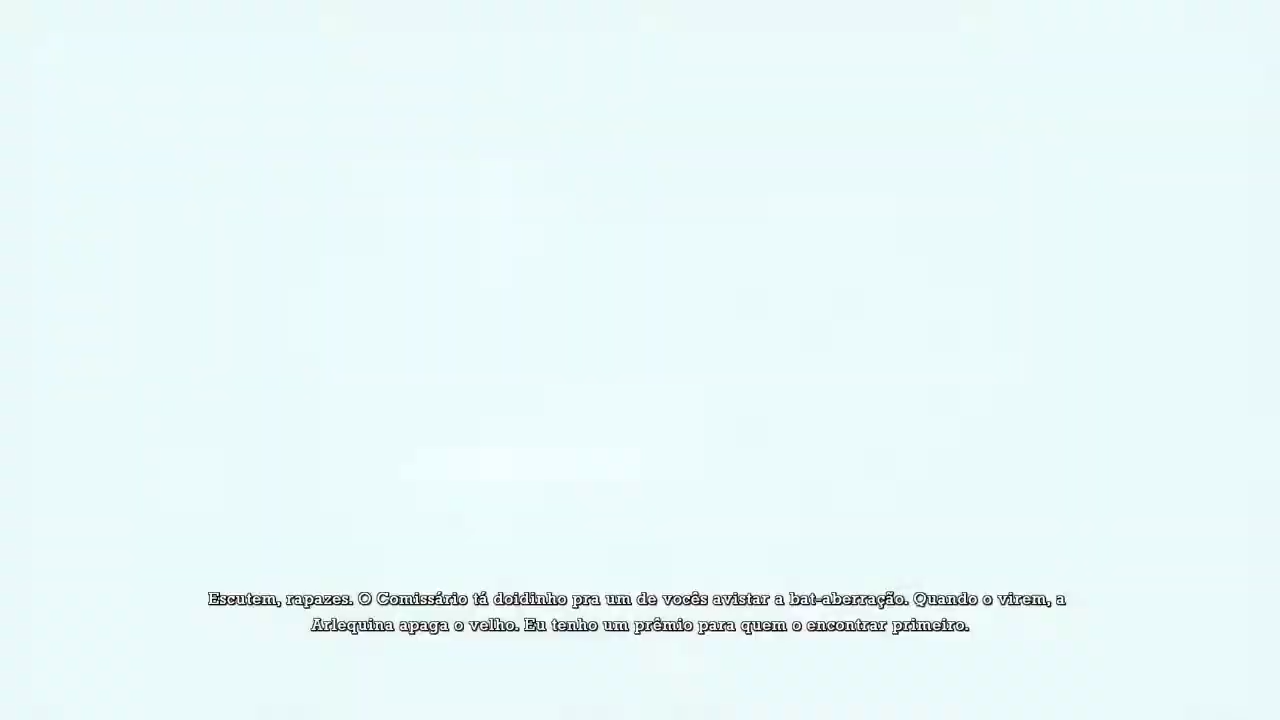 Escutem, rapazes. O Comissário tá doidinho pra um de vocês avistar a bat-aberração. Quando o virem, a
Arlequina apaga o velho. Eu tenho um prêmio para quem o encontrar primeiro.